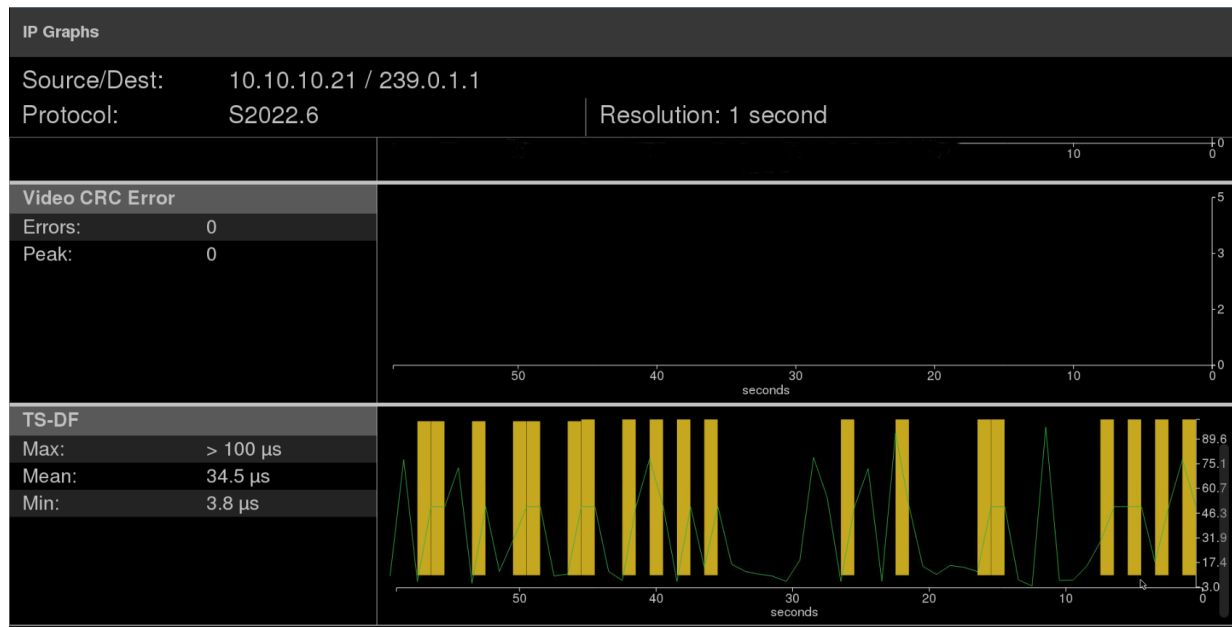 IP Graphs
Source/Dest: 10.10.10.21 / 239.0.1.1
Protocol: S2022.6 Resolution: 1 second
0
10 0
Video CRC Error
Errors: 0
Peak: 0
5
3
2
0
50 40 30 20 10 0
seconds
TS-DF
Max: > 100 µs
Mean: 34.5 µs
Min: 3.8 µs
89.6
75.1
60.7
46.3
31.9
17.4
3.0
50 40 30 20 10 0
seconds